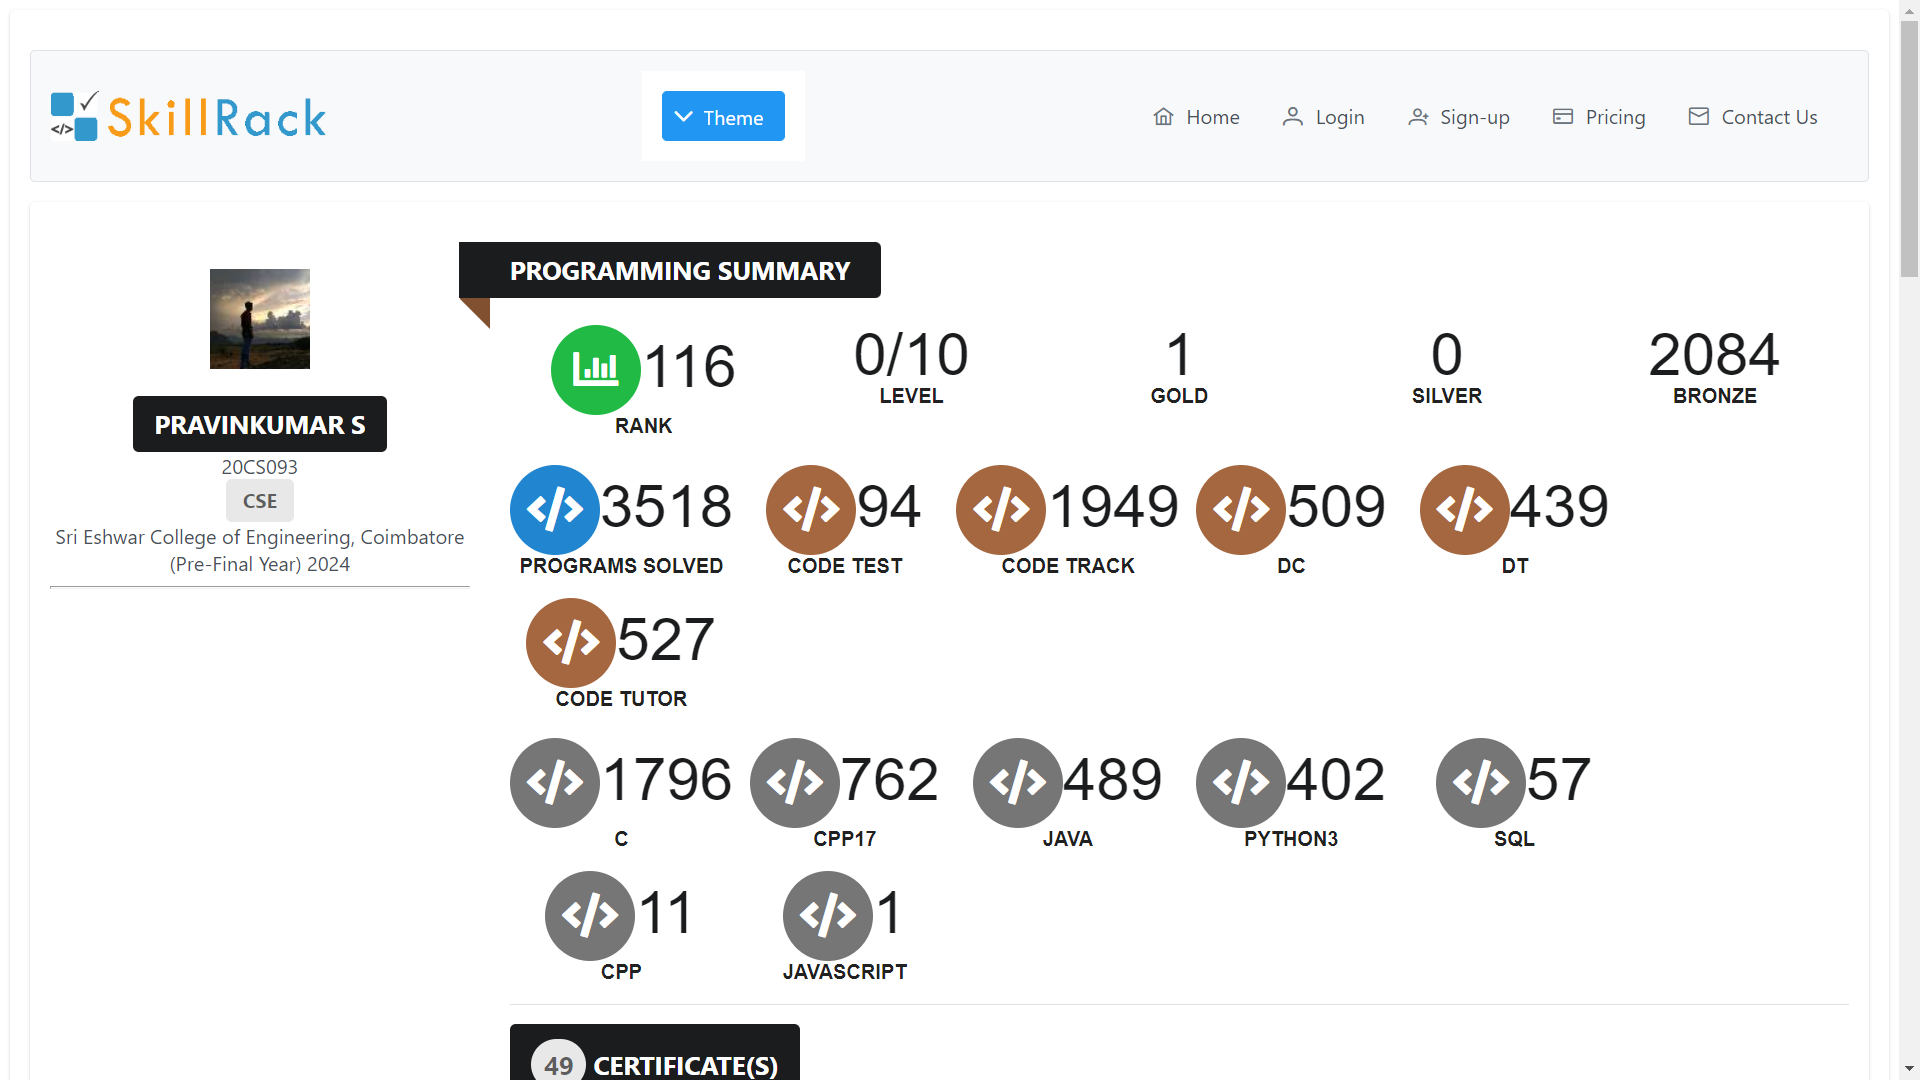 SkillRack
Theme
Home
Login
Sign-up
Pricing
Contact Us
PRAVINKUMAR S
20CS093
CSE
Sri Eshwar College of Engineering, Coimbatore
(Pre-Final Year) 2024
PROGRAMMING SUMMARY
116
RANK
0/10
LEVEL
1
GOLD
0
SILVER
2084
BRONZE
3518
PROGRAMS SOLVED
94
CODE TEST
1949
CODE TRACK
509
DC
439
DT
527
CODE TUTOR
1796
C
762
CPP17
489
JAVA
402
PYTHON3
57
SQL
11
CPP
1
JAVASCRIPT
49 CERTIFICATE(S)